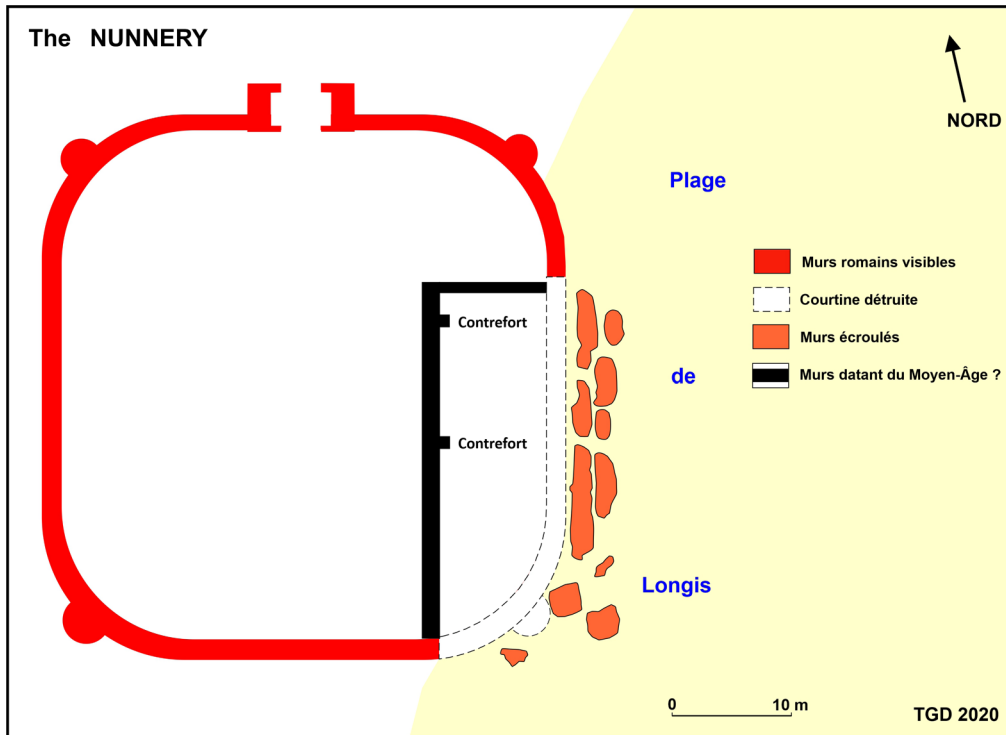 The NUNNERY
NORD
Plage
Murs romains visibles
Courtine détruite
Contrefort
Murs écroulés
de
Murs datant du Moyen-Âge ?
Contrefort
Longis
0 10 m
TGD 2020